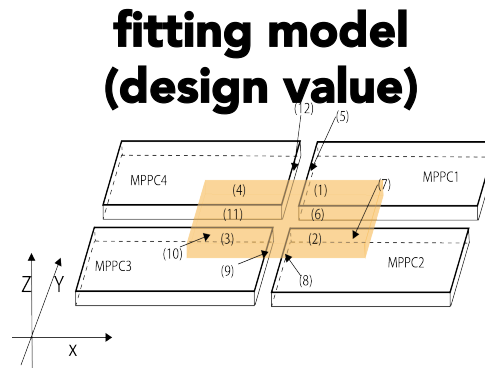 fitting model
(design value)
(12)
(5)
MPPC4
(4)
(1)
(7)
MPPC1
(11)
(6)
(3)
(2)
(10)
(9)
MPPC3
(8)
MPPC2
Z
Y
X